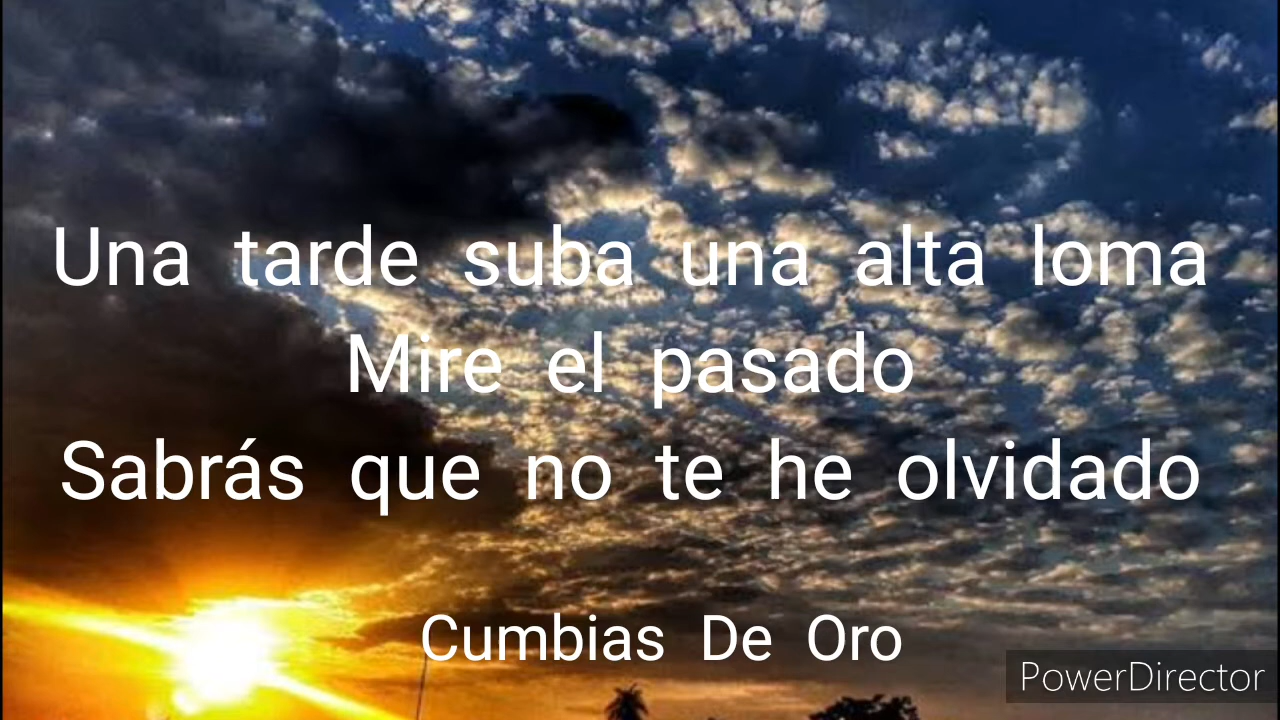 Una tarde suba una alta loma
Mire el pasado
Sabrás que no te he olvidado
Cumbias De Oro
PowerDirector